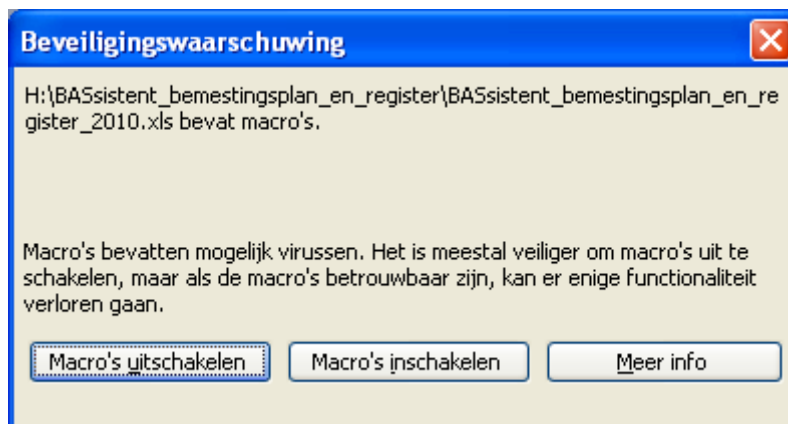 Beveiligingswaarschuwing
H:\BASsistent_bemestingsplan_en_register\BASsistent_bemestingsplan_en_re
gister_2010.xls bevat macro's.
Macro's bevatten mogelijk virussen. Het is meestal veiliger om macro's uit te
schakelen, maar als de macro's betrouwbaar zijn, kan er enige functionaliteit
verloren gaan.
Macro's uitschakelen Macro's inschakelen Meer info